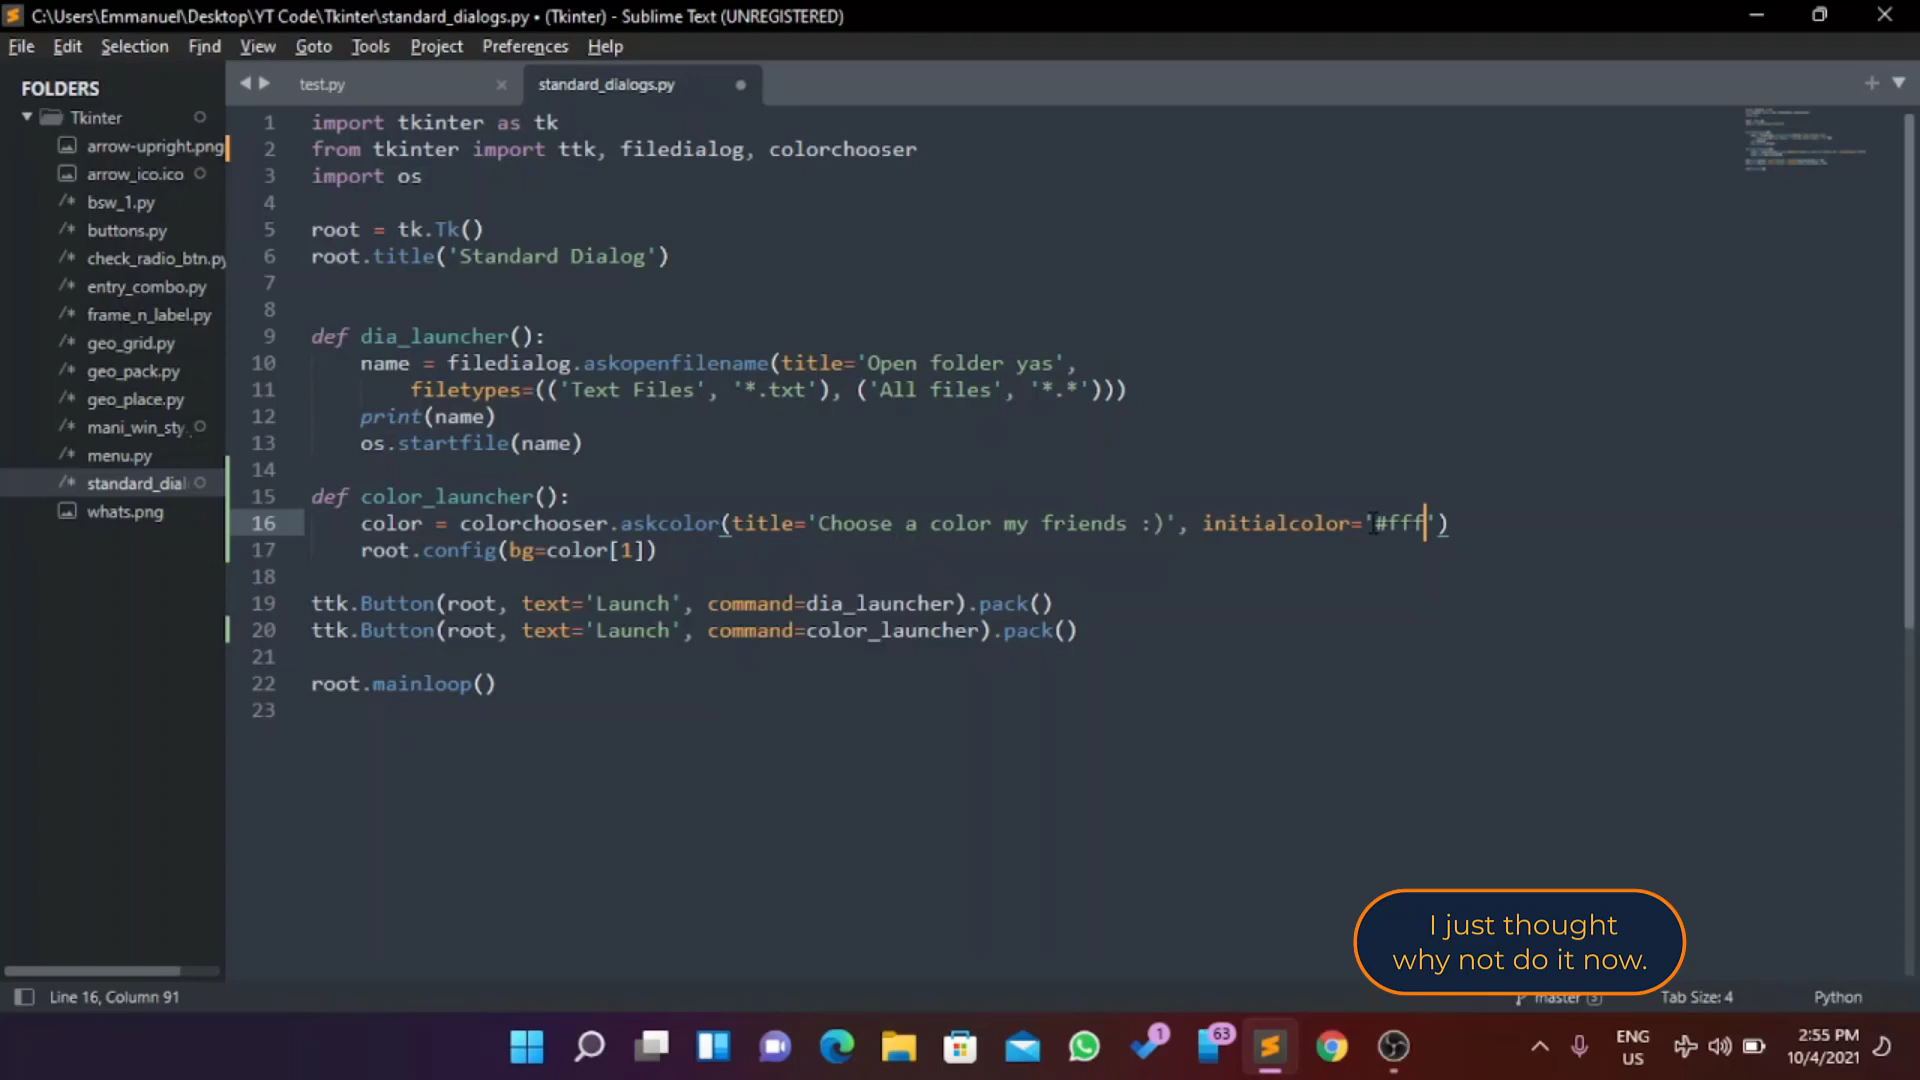 C:\Users\Emmanuel\Desktop\YT Code\Tkinter\standard_dialogs.py • (Tkinter) - Sublime Text (UNREGISTERED)
File Edit Selection Find View Goto Tools Project Preferences Help
FOLDERS
Tkinter
arrow-upright.png
arrow_ico.ico
/* bsw_1.py
/* buttons.py
/* check_radio_btn.py
/* entry_combo.py
/* frame_n_label.py
/* geo_grid.py
/* geo_pack.py
/* geo_place.py
/* mani_win_sty.
/* menu.py
/* standard_dial
whats.png
test.py
standard_dialogs.py
1 import tkinter as tk
2 from tkinter import ttk, filedialog, colorchooser
3 import os
4
5 root = tk.Tk()
6 root.title('Standard Dialog')
7
8
9 def dia_launcher():
10 name = filedialog.askopenfilename(title='Open folder yas',
11 filetypes=(('Text Files', '*.txt'), ('All files', '*.*')))
12 print(name)
13 os.startfile(name)
14
15 def color_launcher():
16 color = colorchooser.askcolor(title='Choose a color my friends :)', initialcolor='#fff')
17 root.config(bg=color[1])
18
19 ttk.Button(root, text='Launch', command=dia_launcher).pack()
20 ttk.Button(root, text='Launch', command=color_launcher).pack()
21
22 root.mainloop()
23
I just thought
why not do it now.
Line 16, Column 91
master 3
Tab Size: 4
Python
1
63
ENG
US
2:55 PM
10/4/2021